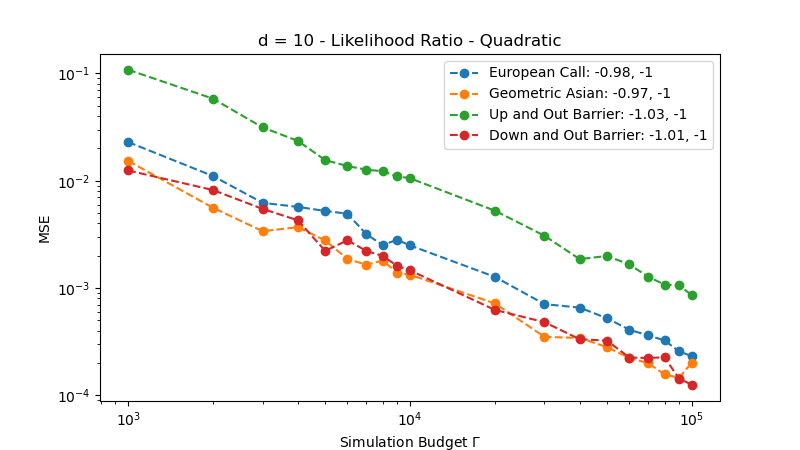 d = 10 - Likelihood Ratio - Quadratic
European Call: -0.98, -1
Geometric Asian: -0.97, -1
Up and Out Barrier: -1.03, -1
Down and Out Barrier: -1.01, -1
MSE
10⁻¹
10⁻²
10⁻³
10⁻⁴
10³ 10⁴ 10⁵
Simulation Budget Γ